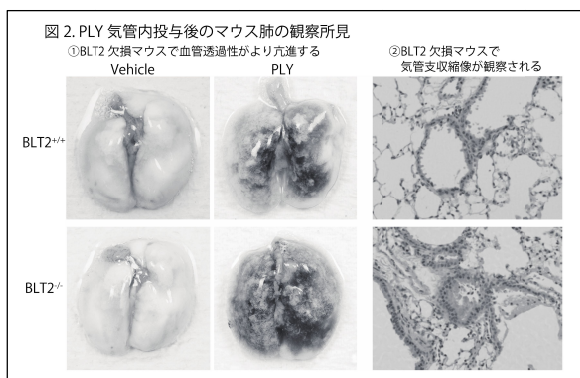 図 2. PLY 気管内投与後のマウス肺の観察所見
①BLT2 欠損マウスで血管透過性がより亢進する
②BLT2 欠損マウスで
気管支収縮像が観察される
Vehicle
PLY
BLT2+/+
BLT2-/-